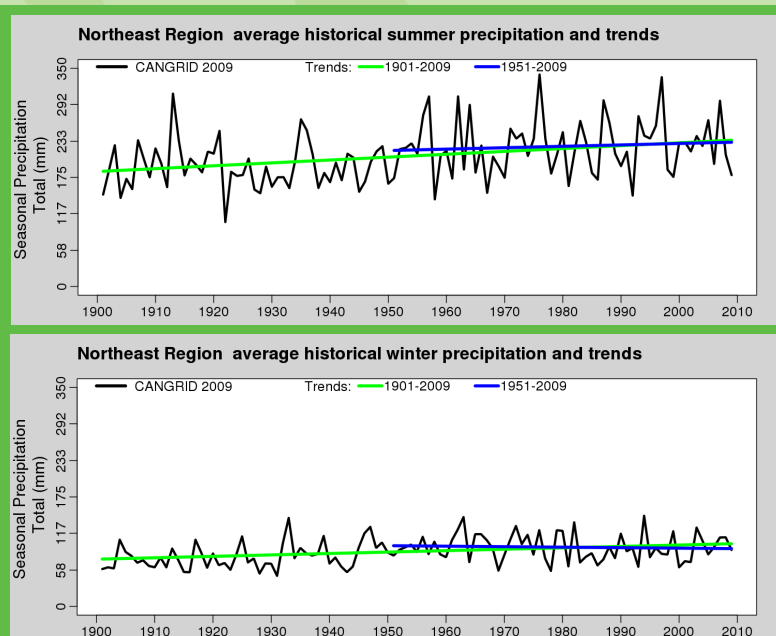 Northeast Region average historical summer precipitation and trends
CANGRID 2009 Trends: 1901-2009 1951-2009
Seasonal Precipitation
Total (mm)
350
292
233
175
117
58
0
1900 1910 1920 1930 1940 1950 1960 1970 1980 1990 2000 2010
Northeast Region average historical winter precipitation and trends
CANGRID 2009 Trends: 1901-2009 1951-2009
Seasonal Precipitation
Total (mm)
350
292
233
175
117
58
0
1900 1910 1920 1930 1940 1950 1960 1970 1980 1990 2000 2010